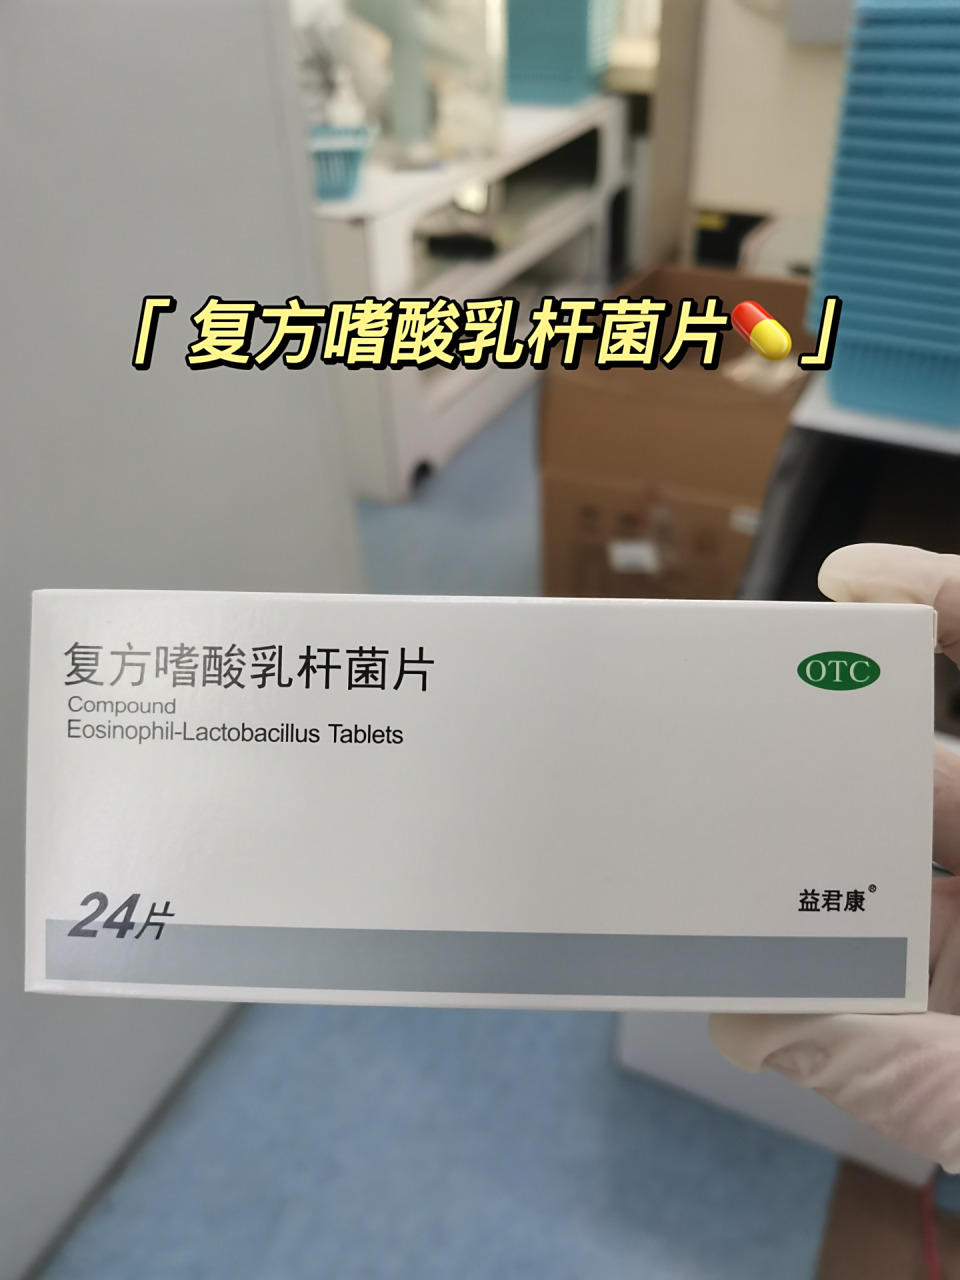 「复方嗜酸乳杆菌片💊」
复方嗜酸乳杆菌片
OTC
Compound
Eosinophil-Lactobacillus Tablets
益君康®
24片